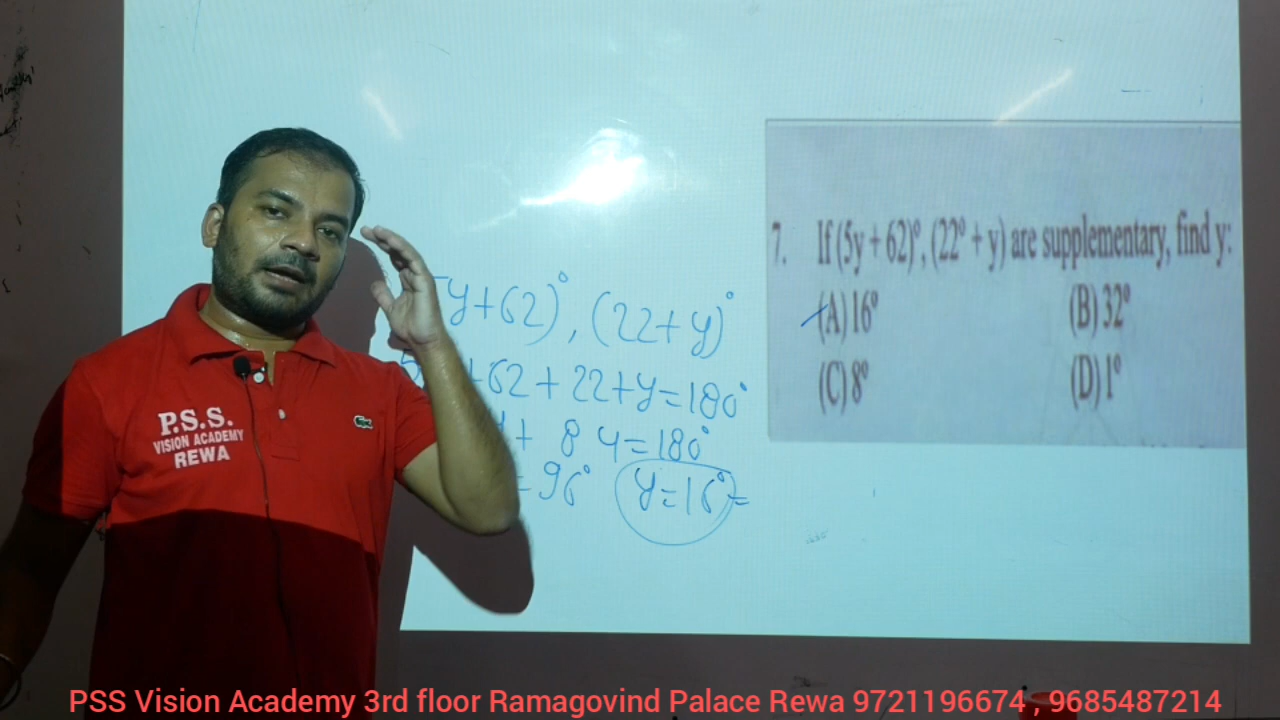 7. If (5y + 62)°, (22° + y) are supplementary, find y:
(A) 16° (B) 32°
(C) 8° (D) 1°
y+62)°, (22+y)°
5 +62+22+y=180°
+ 84=180°
=96° y=16°=
P.S.S.
VISION ACADEMY
REWA
PSS Vision Academy 3rd floor Ramagovind Palace Rewa 9721196674 , 9685487214